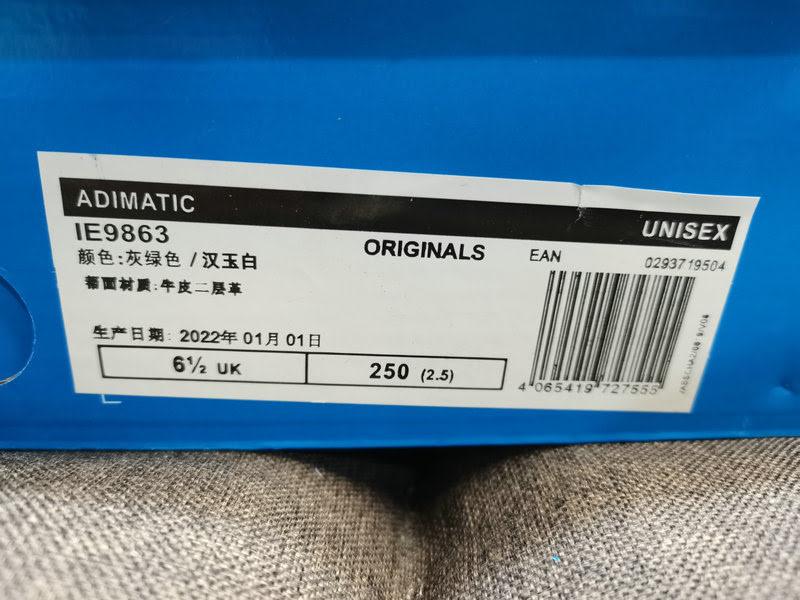 ADIMATIC
UNISEX
IE9863
ORIGINALS
EAN
0293719504
颜色:灰绿色 / 汉玉白
帮面材质:牛皮二层革
生产日期: 2022年 01月 01日
6½ UK
250 (2.5)
4 065419 727555